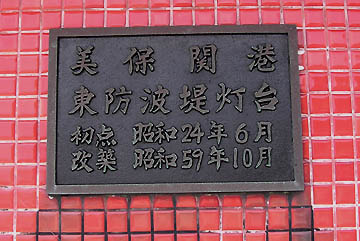 美保関港
東防波堤灯台
初点 昭和24年6月
改築 昭和59年10月